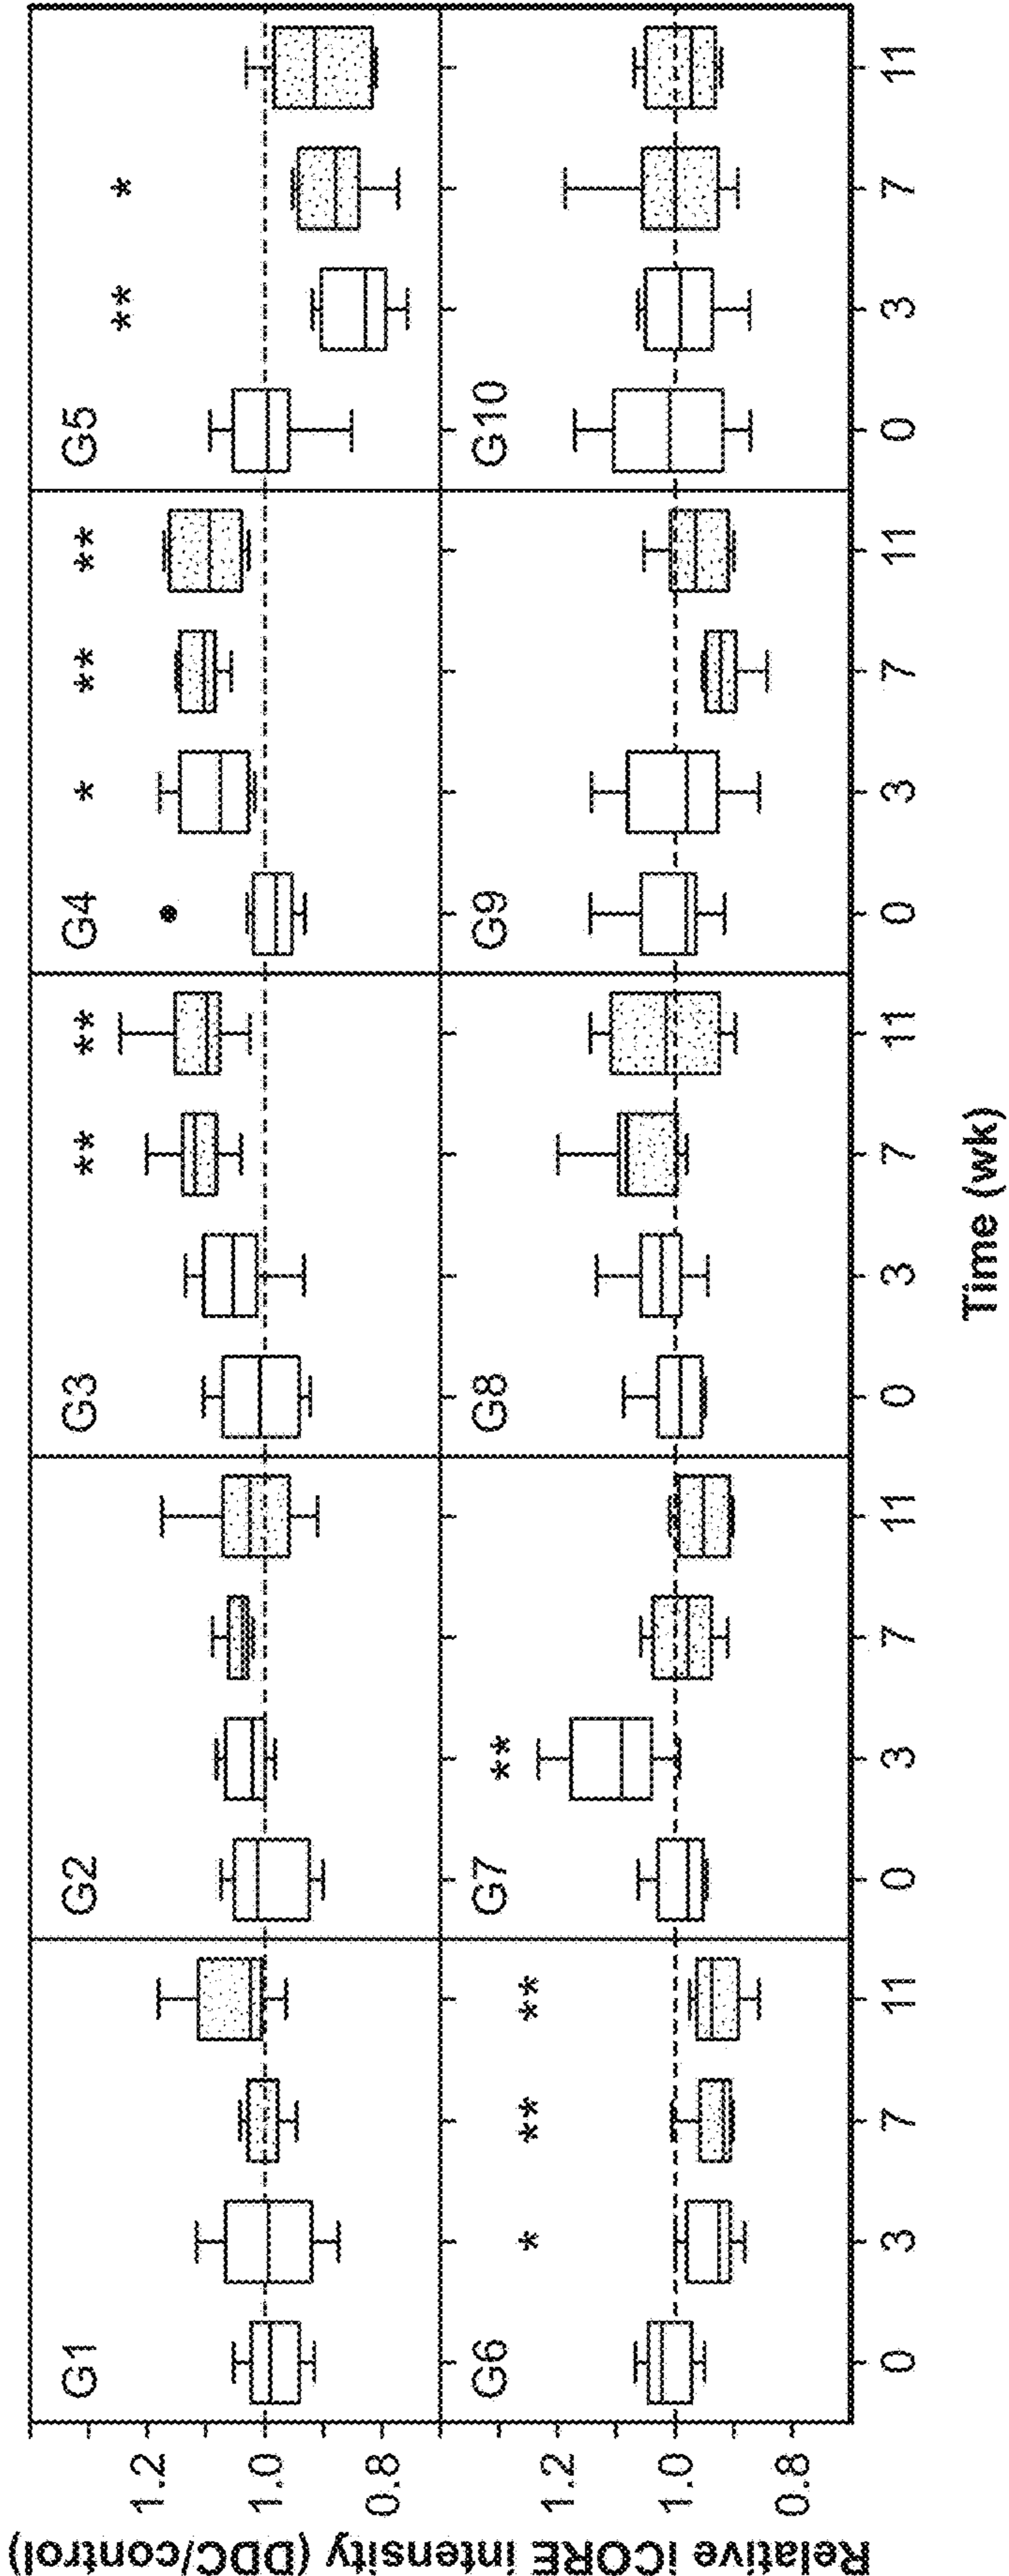 Relative iCORE intensity (DDC/control)
1.2
1.0
0.8
1.2
1.0
0.8
G1
G2
**
**
G3
*
**
**
G4
**
*
G5
*
**
**
G6
**
G7
G8
G9
G10
0 3 7 11 0 3 7 11 0 3 7 11 0 3 7 11 0 3 7 11
Time (wk)